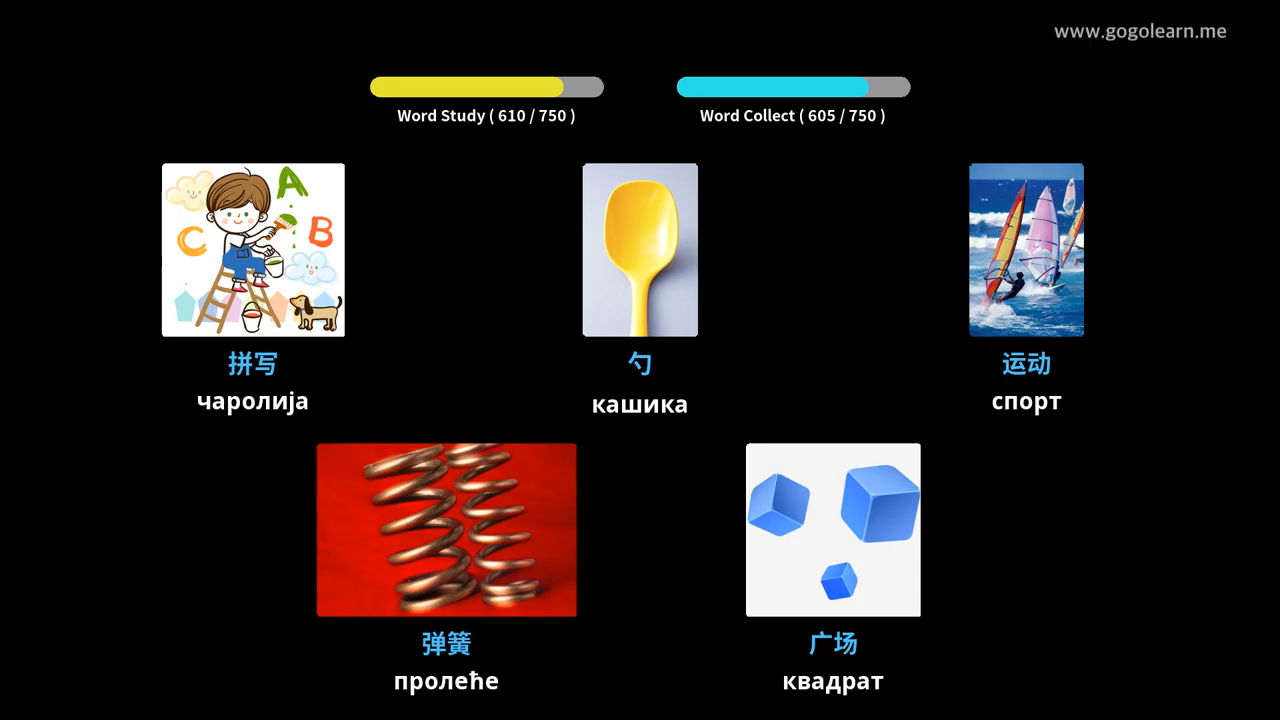 www.gogolearn.me
Word Study ( 610 / 750 )
Word Collect ( 605 / 750 )
A
B
C
拼写
чаролија
勺
кашика
运动
спорт
弹簧
пролеће
广场
квадрат